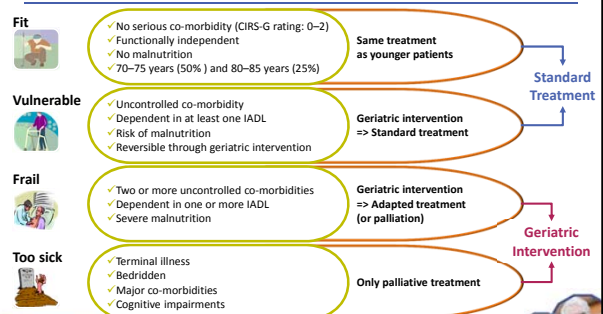 Fit
✓No serious co-morbidity (CIRS-G rating: 0–2)
✓Functionally independent
✓No malnutrition
✓70–75 years (50% ) and 80–85 years (25%)
Same treatment
as younger patients
Vulnerable
✓Uncontrolled co-morbidity
✓Dependent in at least one IADL
✓Risk of malnutrition
✓Reversible through geriatric intervention
Geriatric intervention
=> Standard treatment
Standard
Treatment
Frail
✓Two or more uncontrolled co-morbidities
✓Dependent in one or more IADL
✓Severe malnutrition
Geriatric intervention
=> Adapted treatment
(or palliation)
Too sick
✓Terminal illness
✓Bedridden
✓Major co-morbidities
✓Cognitive impairments
Only palliative treatment
Geriatric
Intervention